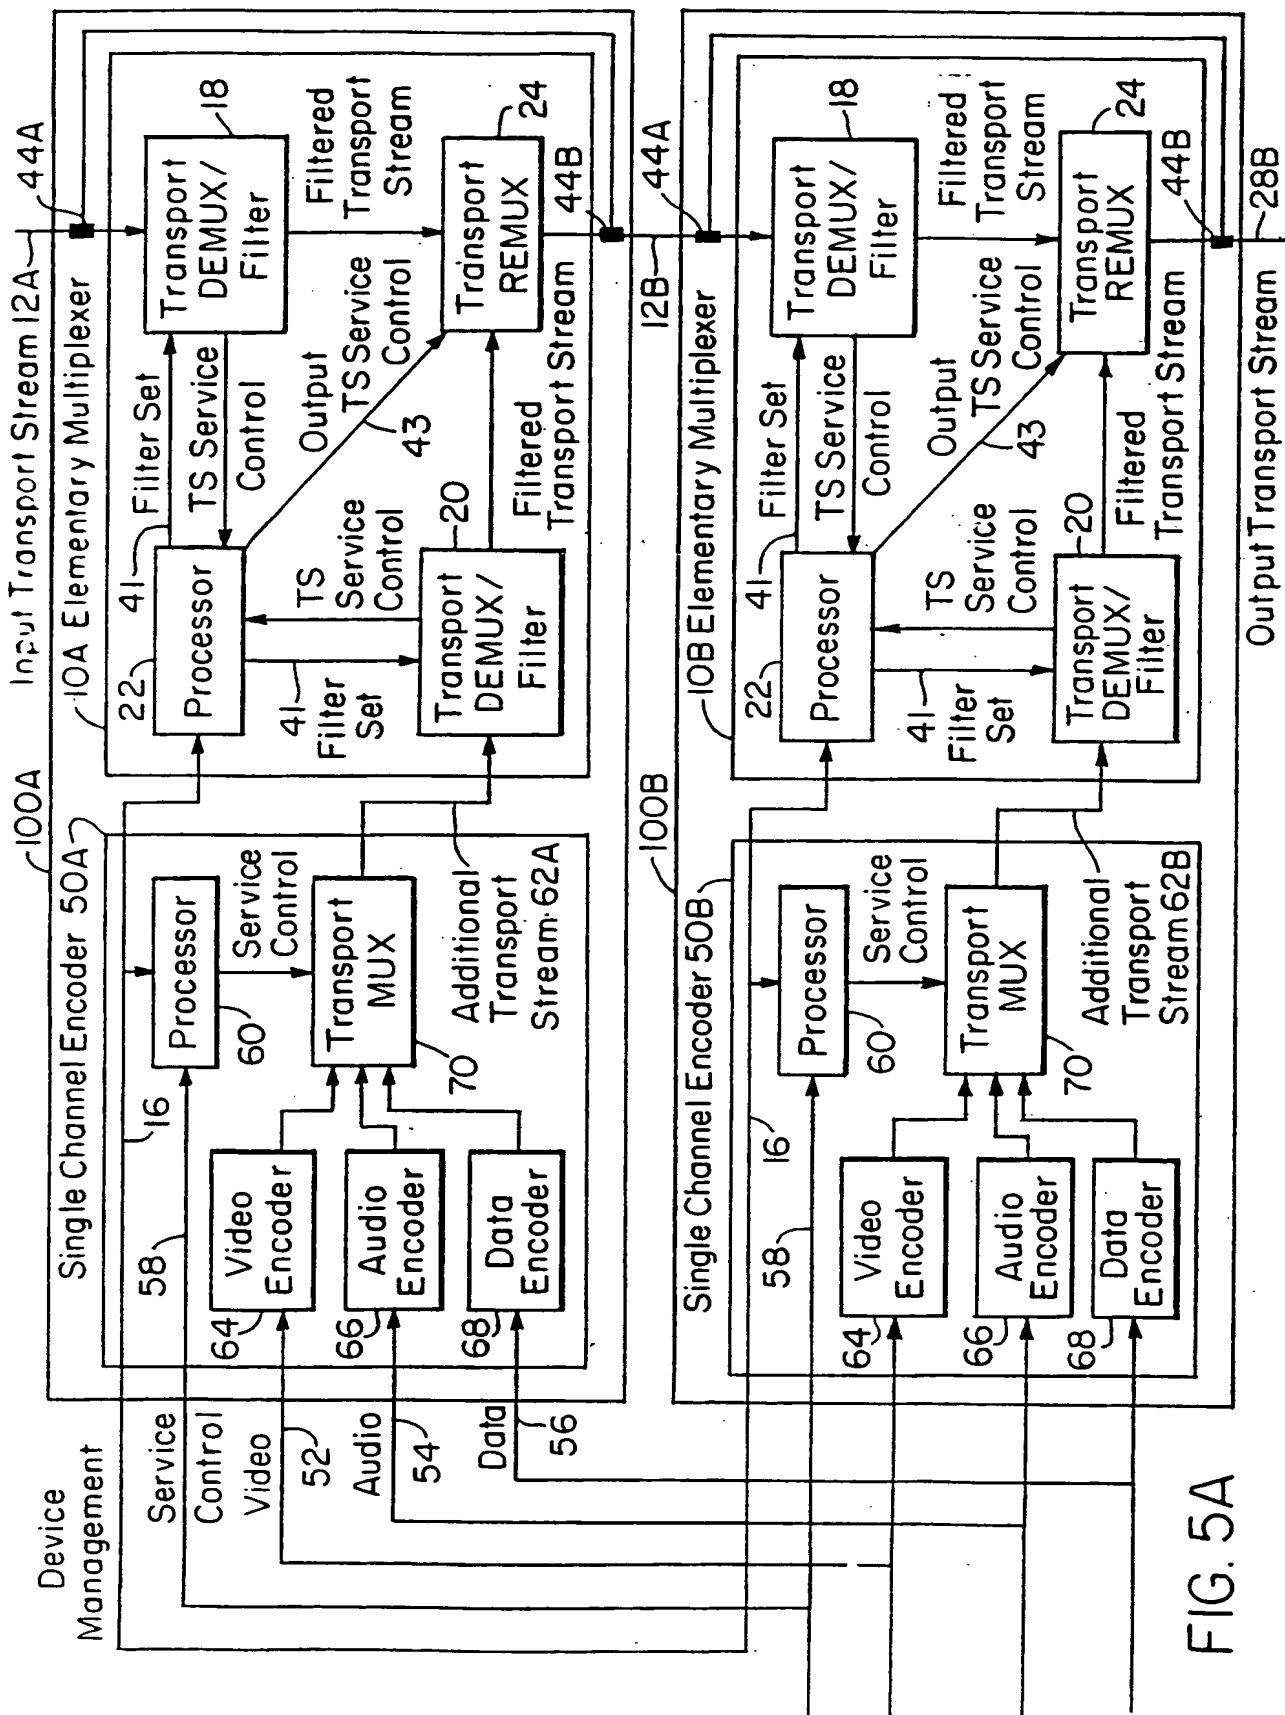 Input Transport Stream 12A
44A
100A
10A Elementary Multiplexer
Single Channel Encoder 50A
Device
Management
16
Service
Control
58
Processor
60
Service
Control
Video
52
Video
Encoder
64
Audio
54
Audio
Encoder
66
Data
56
Data
Encoder
68
Transport
MUX
70
Additional
Transport
Stream 62A
Processor
22
41
Filter Set
TS Service
Control
Transport
DEMUX/
Filter
18
41
Filter
Set
TS
Service
Control
Output
TS Service
Control
43
Filtered
Transport
Stream
Transport
DEMUX/
Filter
20
Filtered
Transport Stream
Transport
REMUX
24
44B
12B
44A
100B
10B Elementary Multiplexer
Single Channel Encoder 50B
16
58
Processor
60
Service
Control
Video
Encoder
64
Audio
Encoder
66
Data
Encoder
68
Transport
MUX
70
Additional
Transport
Stream 62B
Processor
22
41
Filter Set
TS Service
Control
Transport
DEMUX/
Filter
18
41
Filter
Set
TS
Service
Control
Output
TS Service
Control
43
Filtered
Transport
Stream
Transport
DEMUX/
Filter
20
Filtered
Transport Stream
Transport
REMUX
24
44B
28B
Output Transport Stream
FIG. 5A